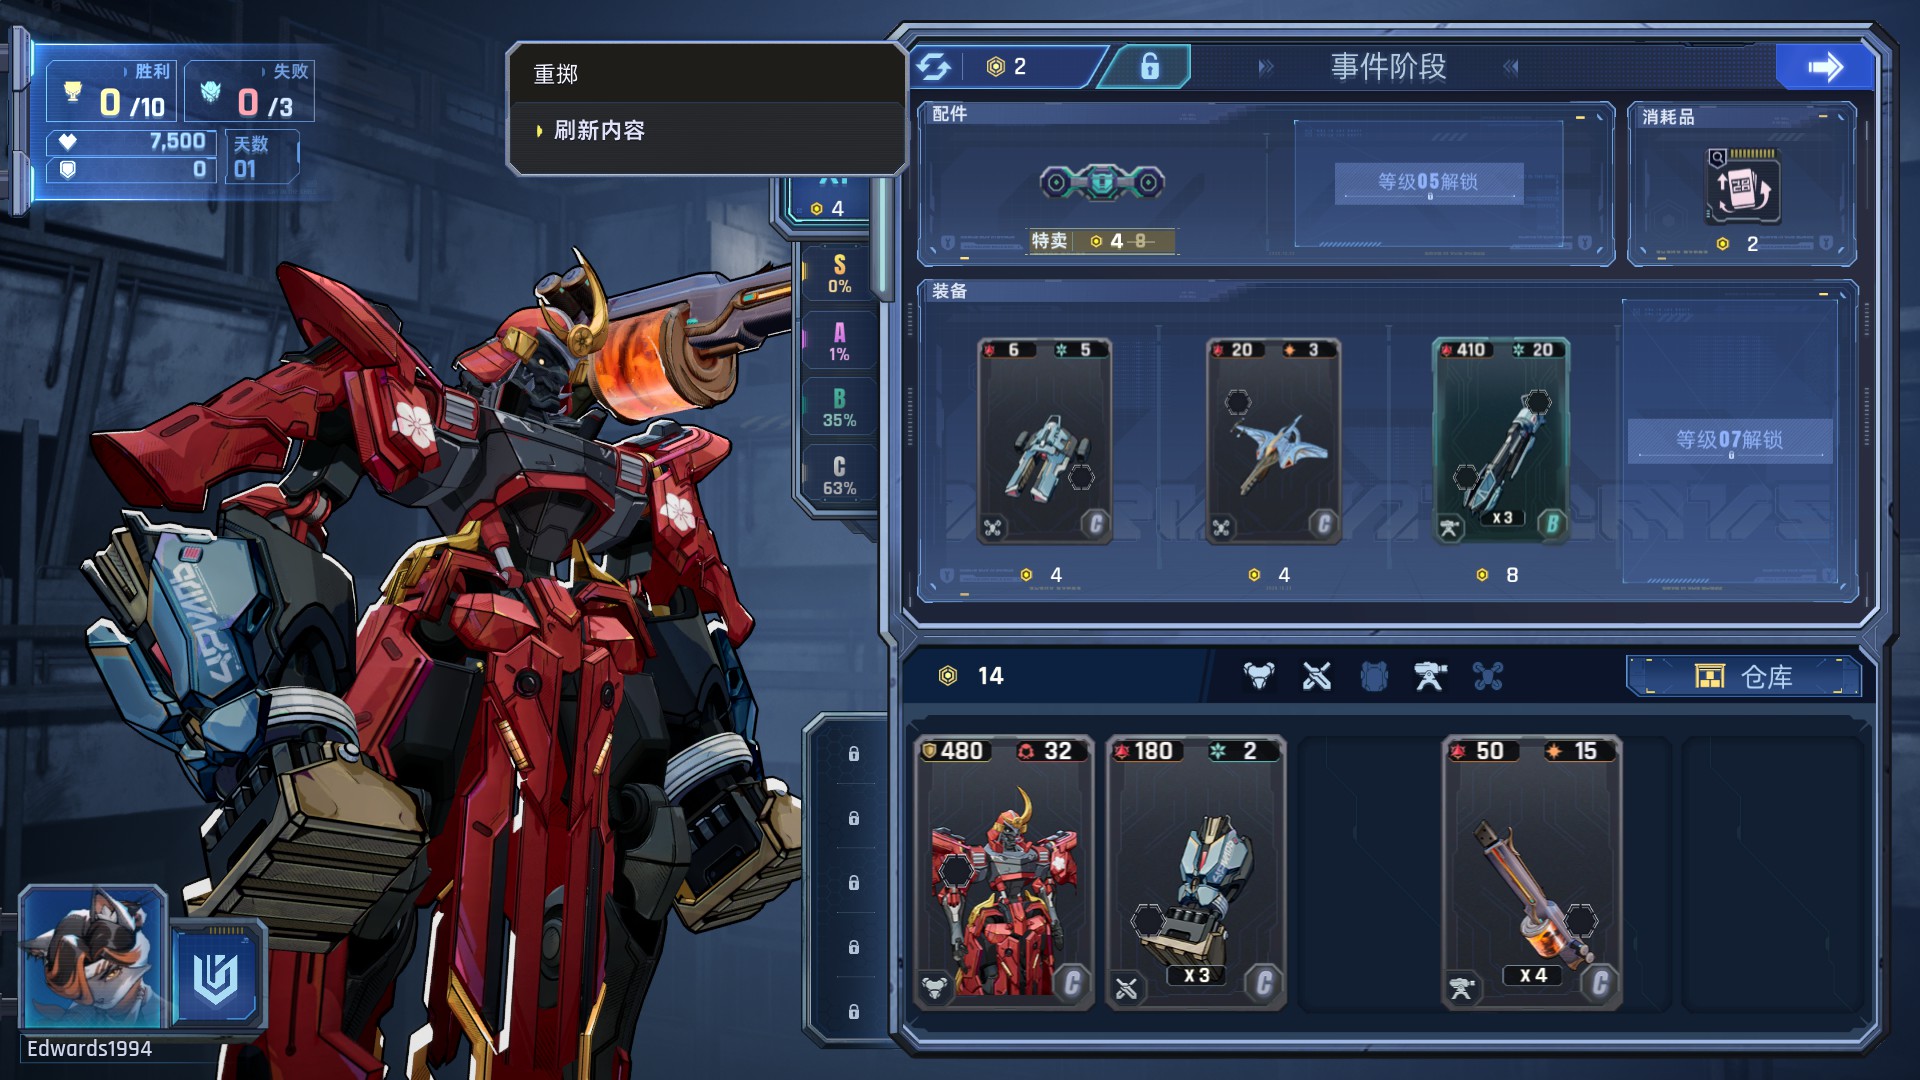 胜利
0/10
失败
0/3
7,500
0
天数
01
重掷
刷新内容
4
S
0%
A
1%
B
35%
C
63%
2
事件阶段
配件
特卖 4 8
等级05解锁
消耗品
2
装备
6 5
C
4
20 3
C
4
410 20
x3
B
8
等级07解锁
14
仓库
480 32
C
180 2
x3
C
50 15
x4
C
Edwards1994